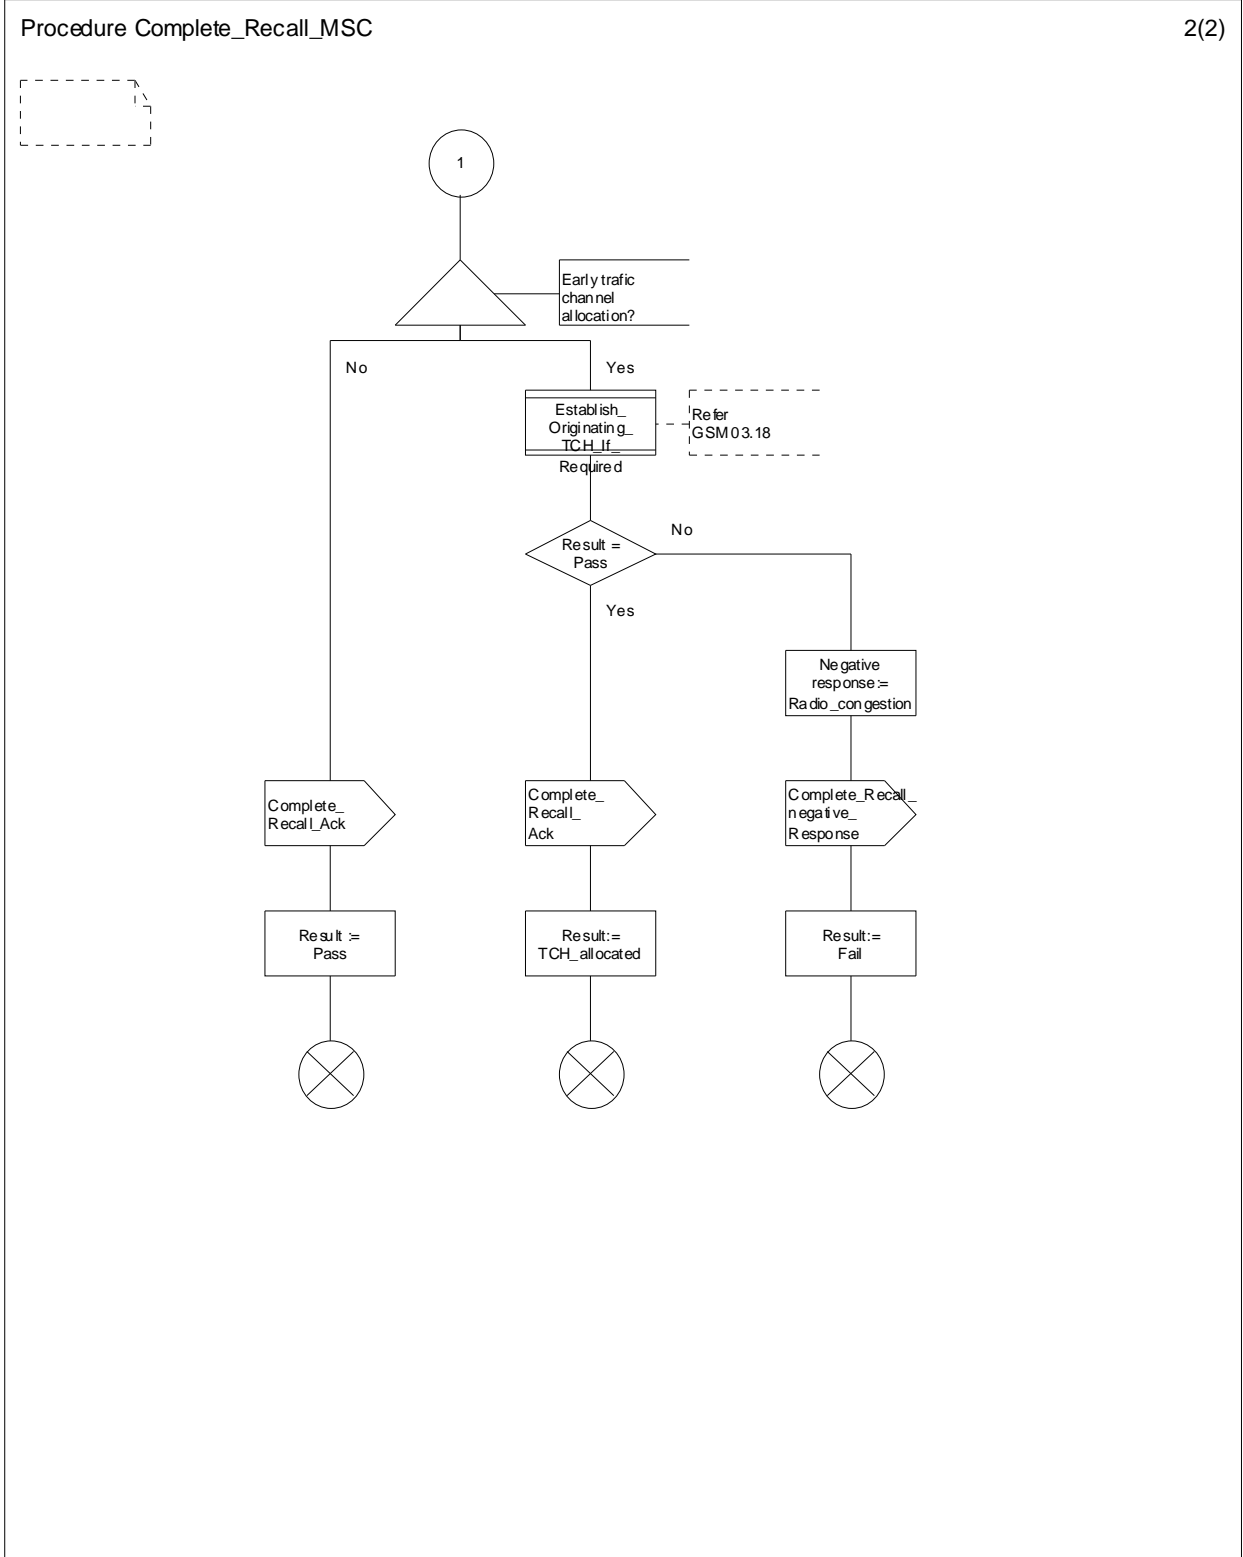 Procedure Complete_Recall_MSC
2(2)
1
Early trafic
channel
allocation?
No
Yes
Establish_
Originating_
TCH_If_
Required
Refer
GSM 03.18
No
Result =
Pass
Yes
Negative
response:=
Radio_congestion
Complete_
Recall_Ack
Complete_
Recall_
Ack
Complete_Recall_
negative_
Response
Result :=
Pass
Result:=
TCH_allocated
Result:=
Fail